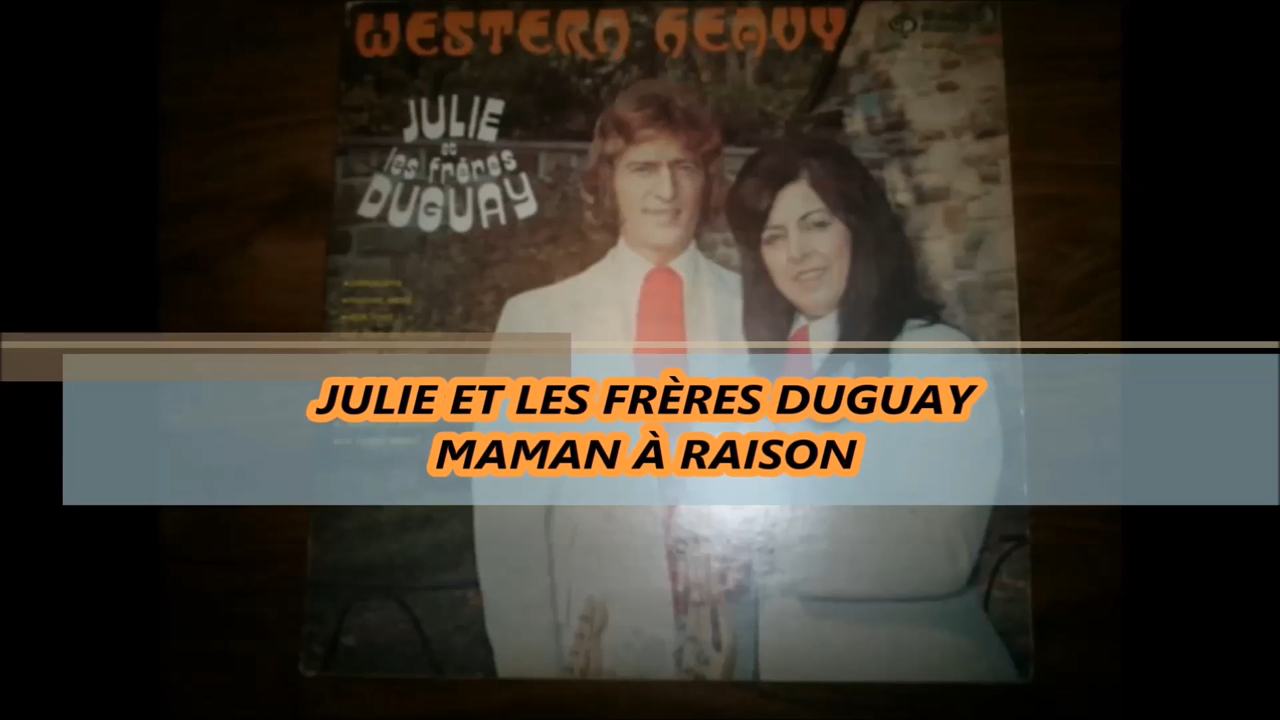 WESTERN HEAVY
JULIE
et
les frères
DUGUAY
JULIE ET LES FRÈRES DUGUAY
MAMAN À RAISON